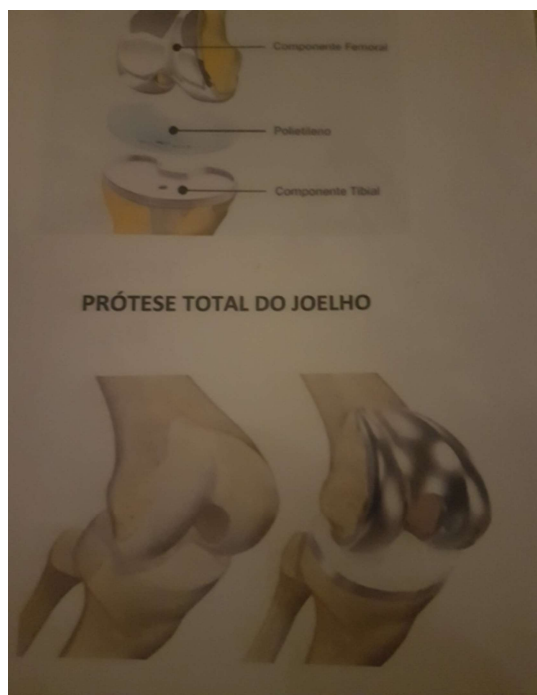 Componente Femoral
Polietileno
Componente Tibial
PRÓTESE TOTAL DO JOELHO